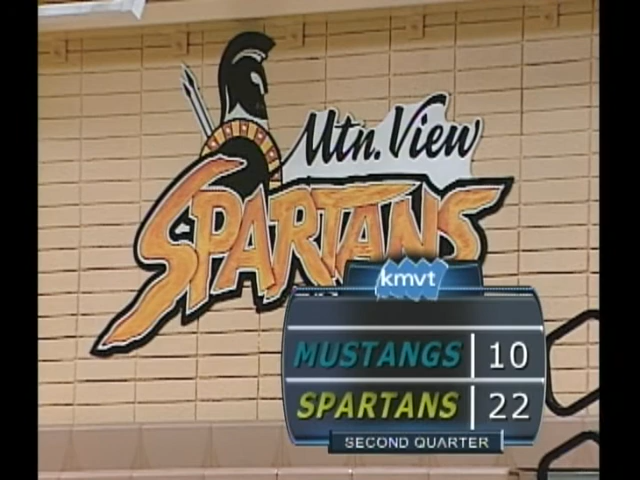 Mtn. View
SPARTANS
kmvt
MUSTANGS 10
SPARTANS 22
SECOND QUARTER